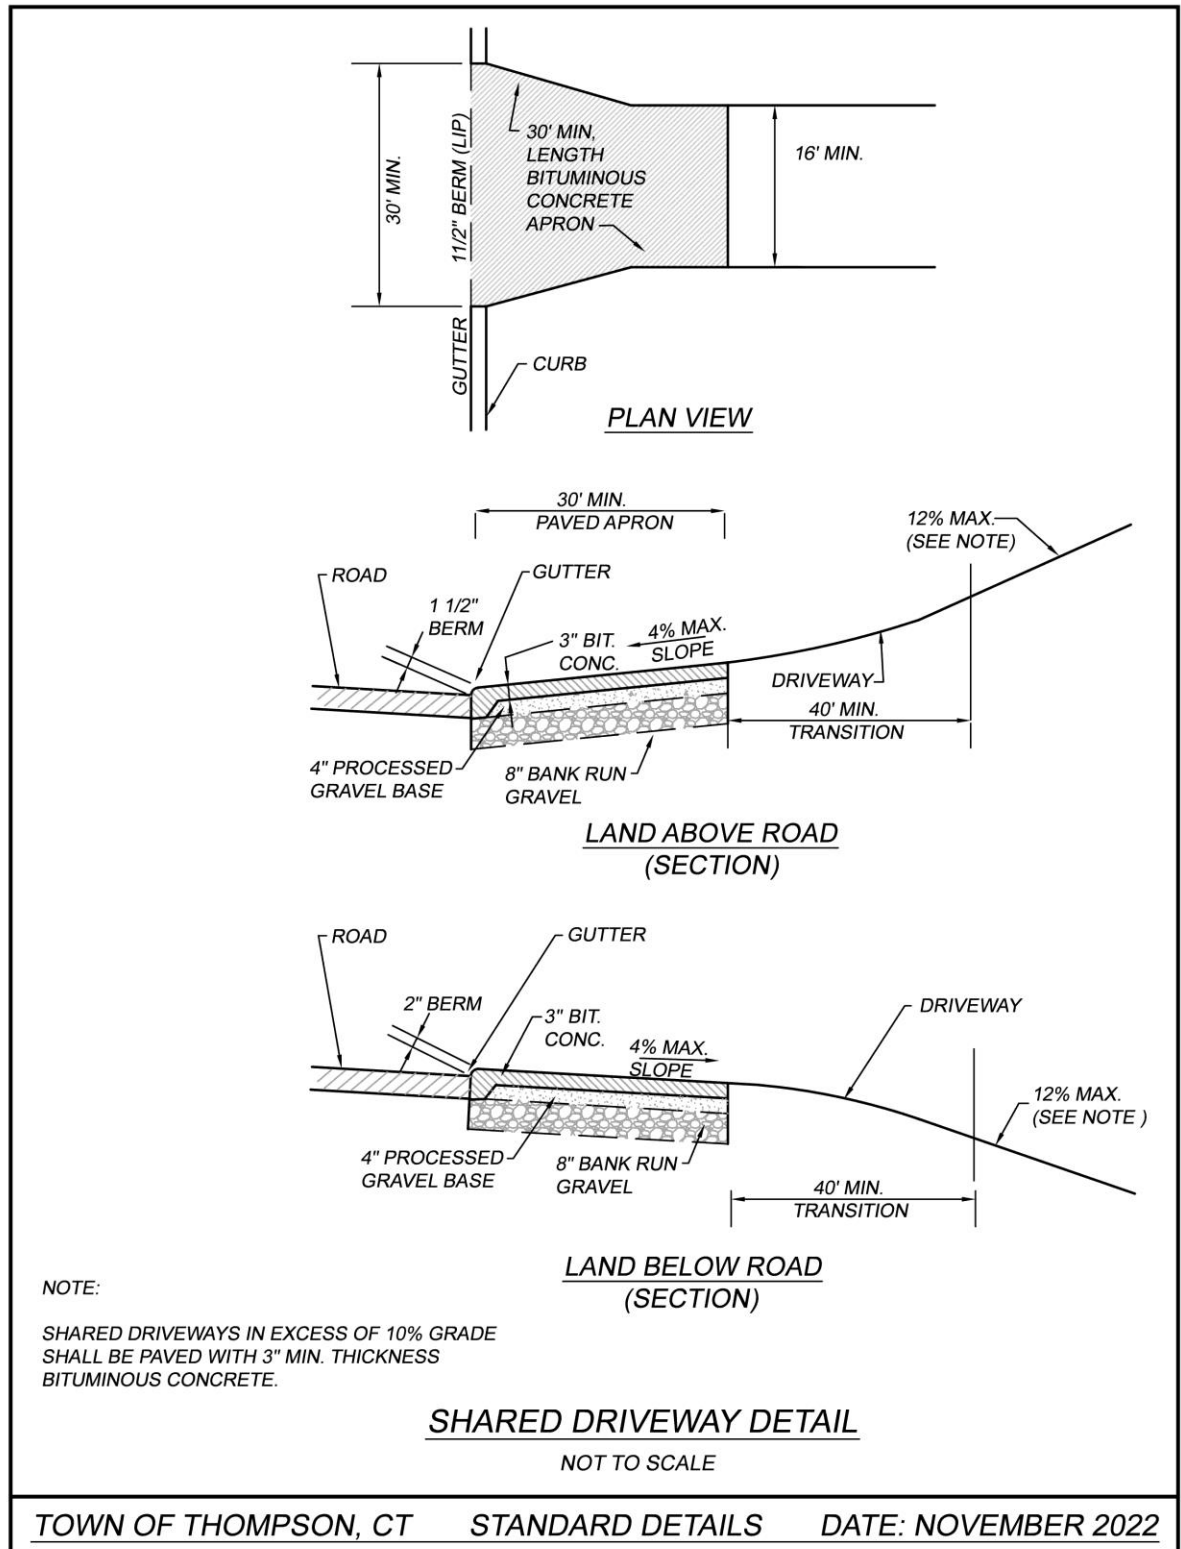 30' MIN.
11/2" BERM (LIP)
GUTTER
30' MIN,
LENGTH
BITUMINOUS
CONCRETE
APRON
16' MIN.
CURB
PLAN VIEW
30' MIN.
PAVED APRON
12% MAX.
(SEE NOTE)
ROAD
GUTTER
1 1/2"
BERM
3" BIT.
CONC.
4% MAX.
SLOPE
DRIVEWAY
40' MIN.
TRANSITION
4" PROCESSED
GRAVEL BASE
8" BANK RUN
GRAVEL
LAND ABOVE ROAD
(SECTION)
ROAD
GUTTER
2" BERM
3" BIT.
CONC.
4% MAX.
SLOPE
DRIVEWAY
12% MAX.
(SEE NOTE )
4" PROCESSED
GRAVEL BASE
8" BANK RUN
GRAVEL
40' MIN.
TRANSITION
LAND BELOW ROAD
(SECTION)
NOTE:
SHARED DRIVEWAYS IN EXCESS OF 10% GRADE
SHALL BE PAVED WITH 3" MIN. THICKNESS
BITUMINOUS CONCRETE.
SHARED DRIVEWAY DETAIL
NOT TO SCALE
TOWN OF THOMPSON, CT STANDARD DETAILS DATE: NOVEMBER 2022